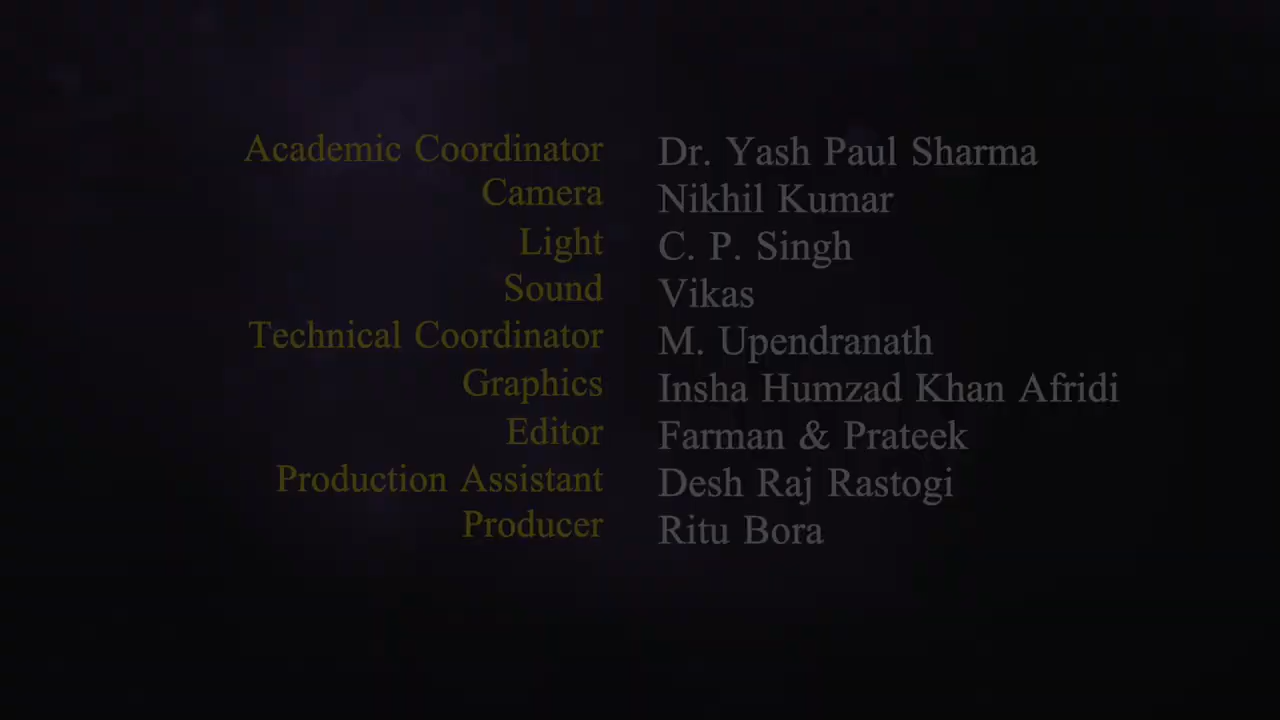 Academic Coordinator Dr. Yash Paul Sharma
Camera Nikhil Kumar
Light C. P. Singh
Sound Vikas
Technical Coordinator M. Upendranath
Graphics Insha Humzad Khan Afridi
Editor Farman & Prateek
Production Assistant Desh Raj Rastogi
Producer Ritu Bora